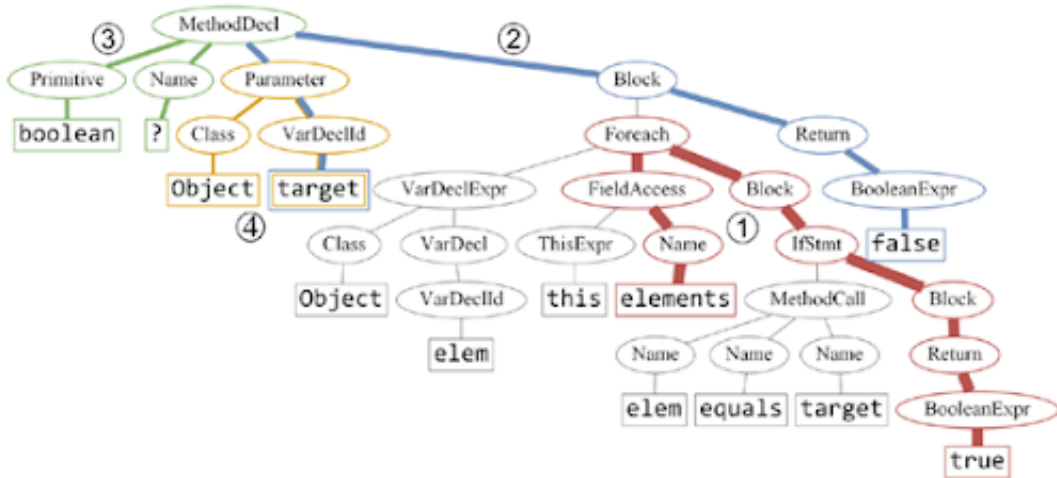 MethodDecl
③ ②
Primitive Name Parameter Block
boolean ? Class VarDeclId Foreach Return
Object target VarDeclExpr FieldAccess Block BooleanExpr
④ ①
Class VarDecl ThisExpr Name IfStmt false
Object VarDeclId this elements MethodCall Block
elem Name Name Name Return
elem equals target BooleanExpr
true